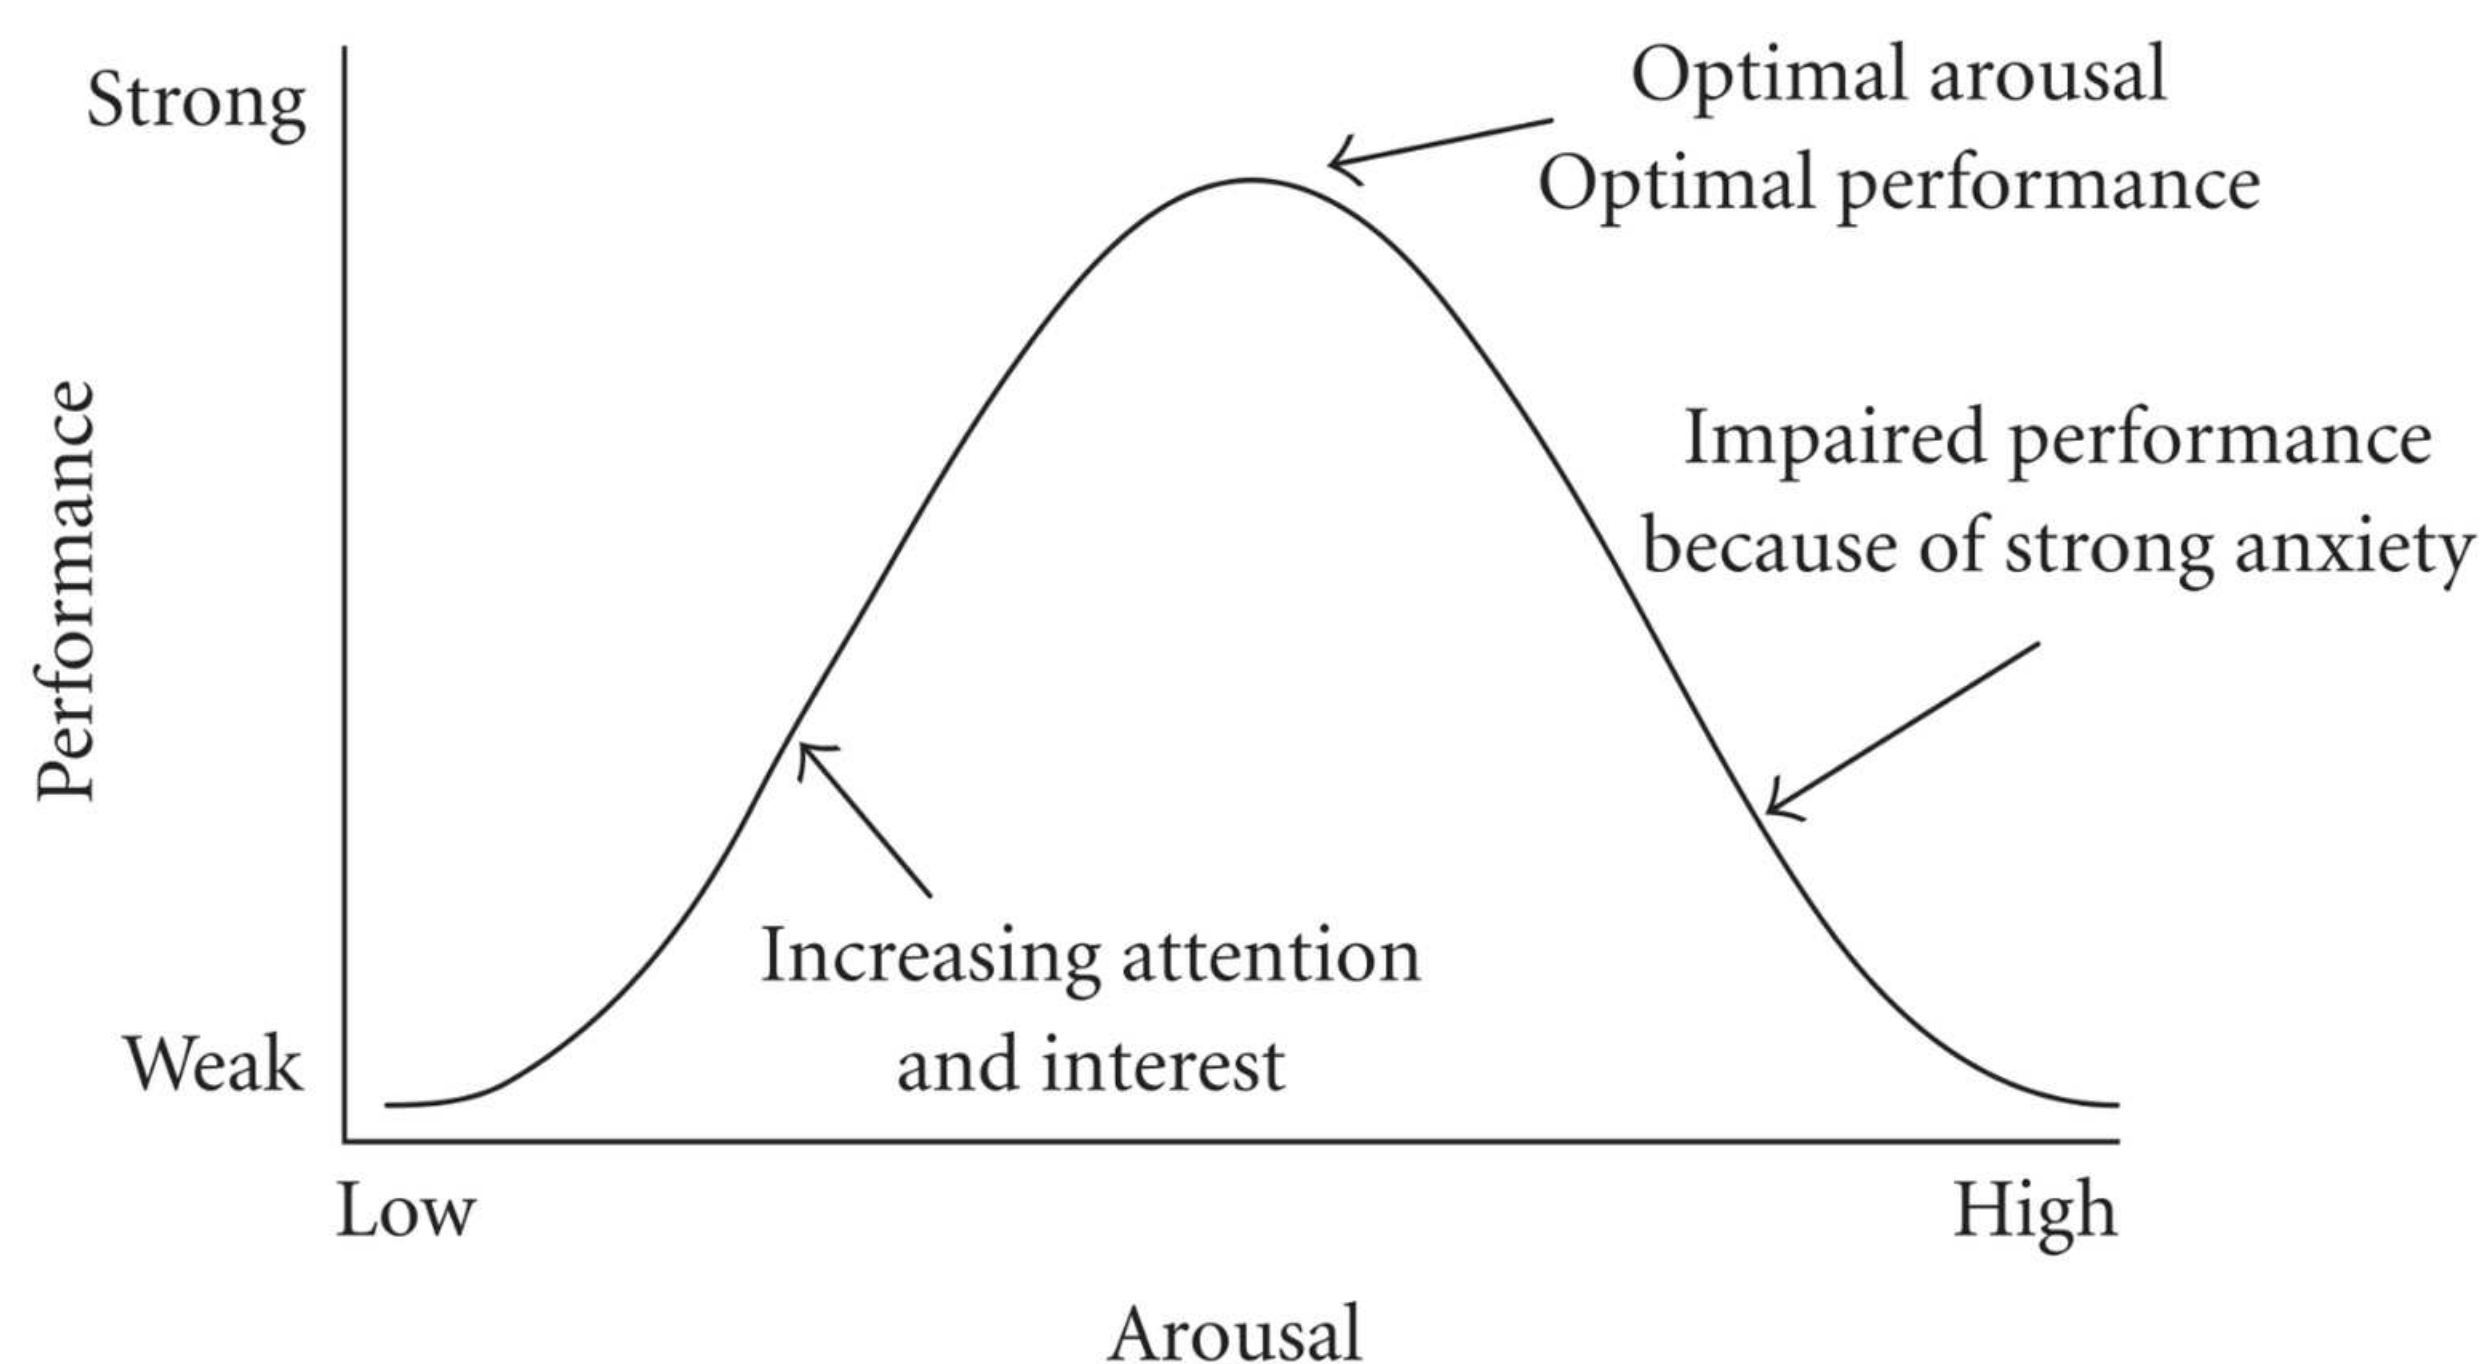 Strong
Optimal arousal
Optimal performance
Impaired performance
because of strong anxiety
Performance
Increasing attention
and interest
Weak
Low
High
Arousal